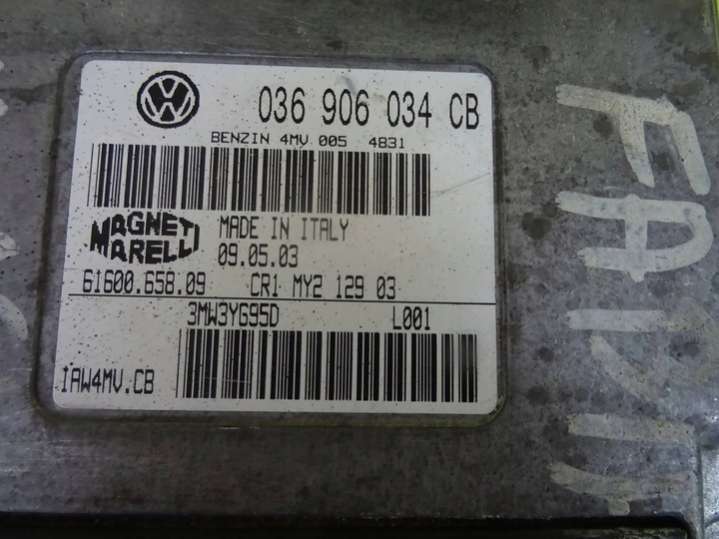 036 906 034 CB
BENZIN 4MV 005 4831
MAGNETI
MARELLI
MADE IN ITALY
09.05.03
61600.658.09 CR1 MY2 129 03
3MW3YG95D L001
IAW4MV.CB